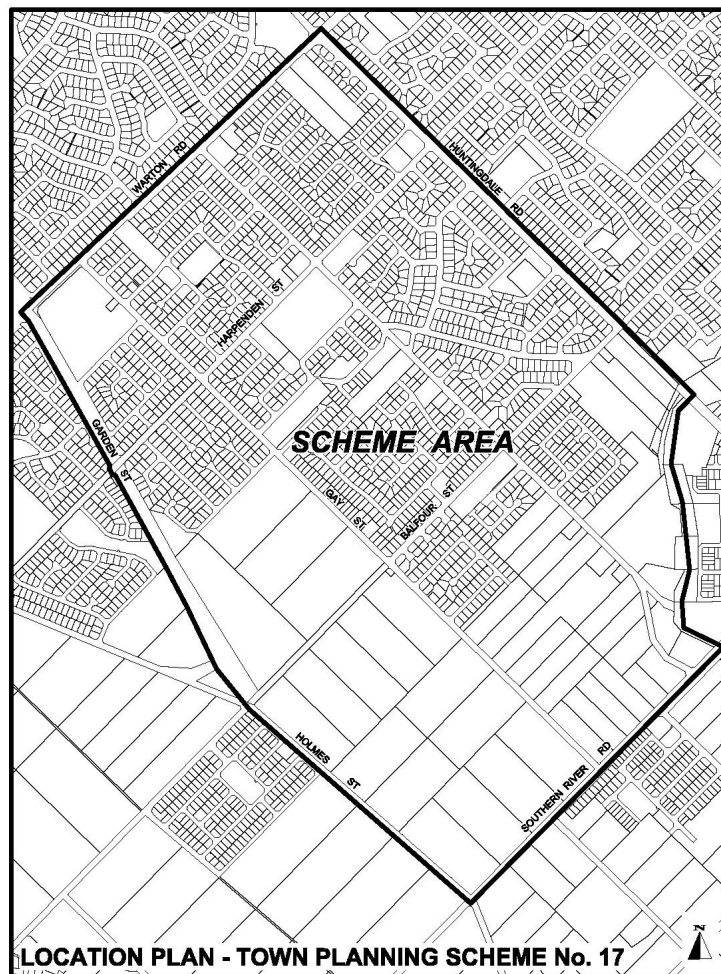 WARTON RD
HUNTINGDALE RD
HARPENDEN ST
GARDEN ST
SCHEME AREA
GAY ST.
BALFOUR ST
HOLMES ST
SOUTHERN RIVER RD
N
LOCATION PLAN - TOWN PLANNING SCHEME No. 17